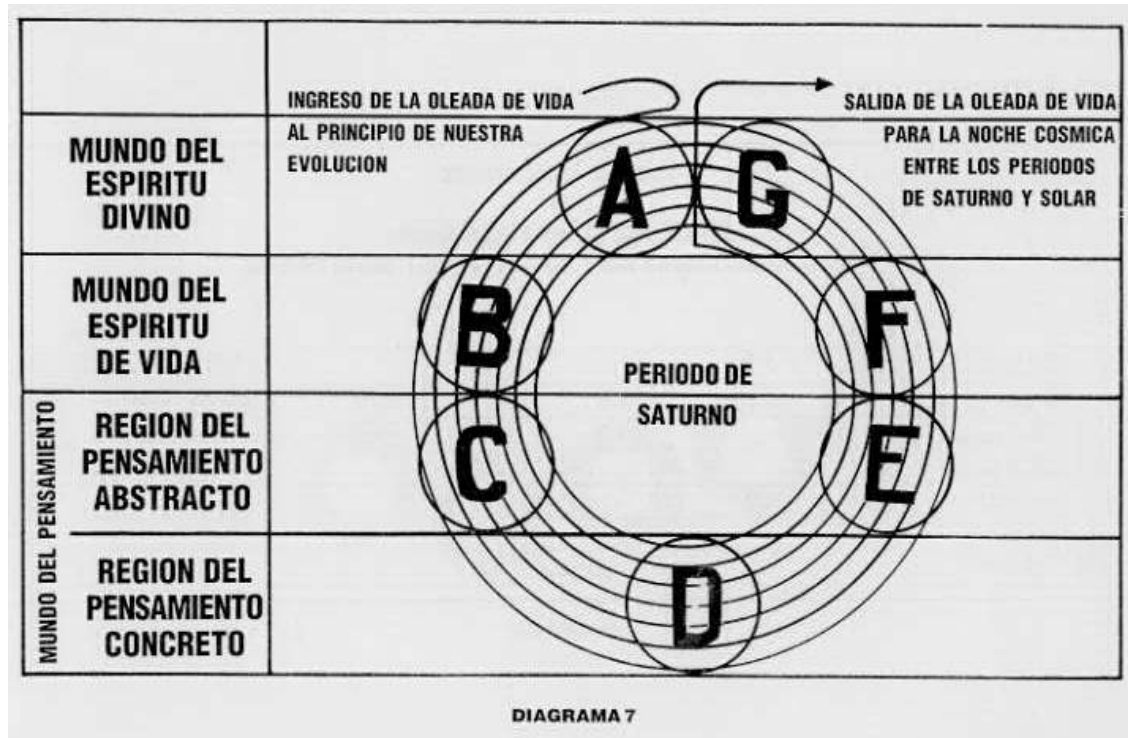 INGRESO DE LA OLEADA DE VIDA
AL PRINCIPIO DE NUESTRA
EVOLUCION
SALIDA DE LA OLEADA DE VIDA
PARA LA NOCHE COSMICA
ENTRE LOS PERIODOS
DE SATURNO Y SOLAR
MUNDO DEL
ESPIRITU
DIVINO
A
G
MUNDO DEL
ESPIRITU
DE VIDA
B
F
PERIODO DE
SATURNO
MUNDO DEL PENSAMIENTO
REGION DEL
PENSAMIENTO
ABSTRACTO
C
E
REGION DEL
PENSAMIENTO
CONCRETO
D
DIAGRAMA 7